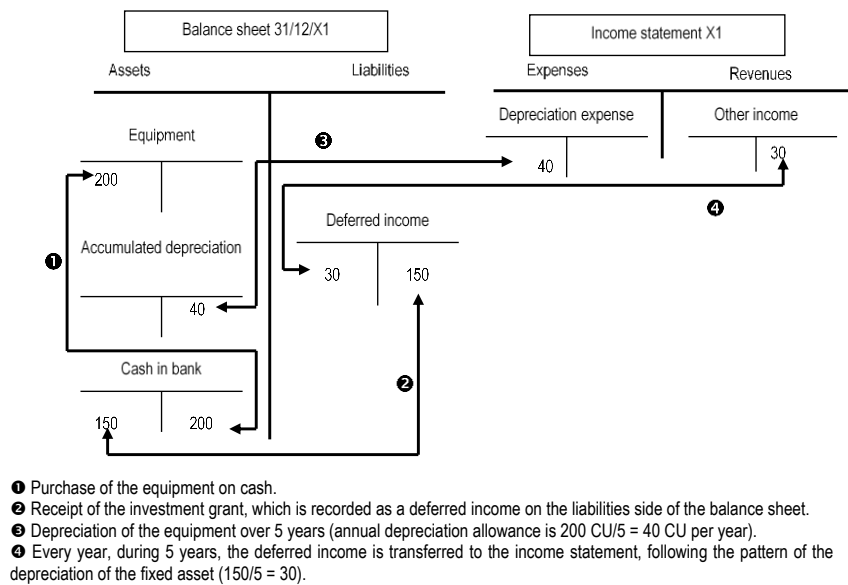 Balance sheet 31/12/X1
Income statement X1
Assets
Liabilities
Expenses
Revenues
Equipment
Depreciation expense
Other income
❸
30
200
40
❹
Deferred income
Accumulated depreciation
❶
30
150
40
Cash in bank
❷
150
200
❶ Purchase of the equipment on cash.
❷ Receipt of the investment grant, which is recorded as a deferred income on the liabilities side of the balance sheet.
❸ Depreciation of the equipment over 5 years (annual depreciation allowance is 200 CU/5 = 40 CU per year).
❹ Every year, during 5 years, the deferred income is transferred to the income statement, following the pattern of the
depreciation of the fixed asset (150/5 = 30).